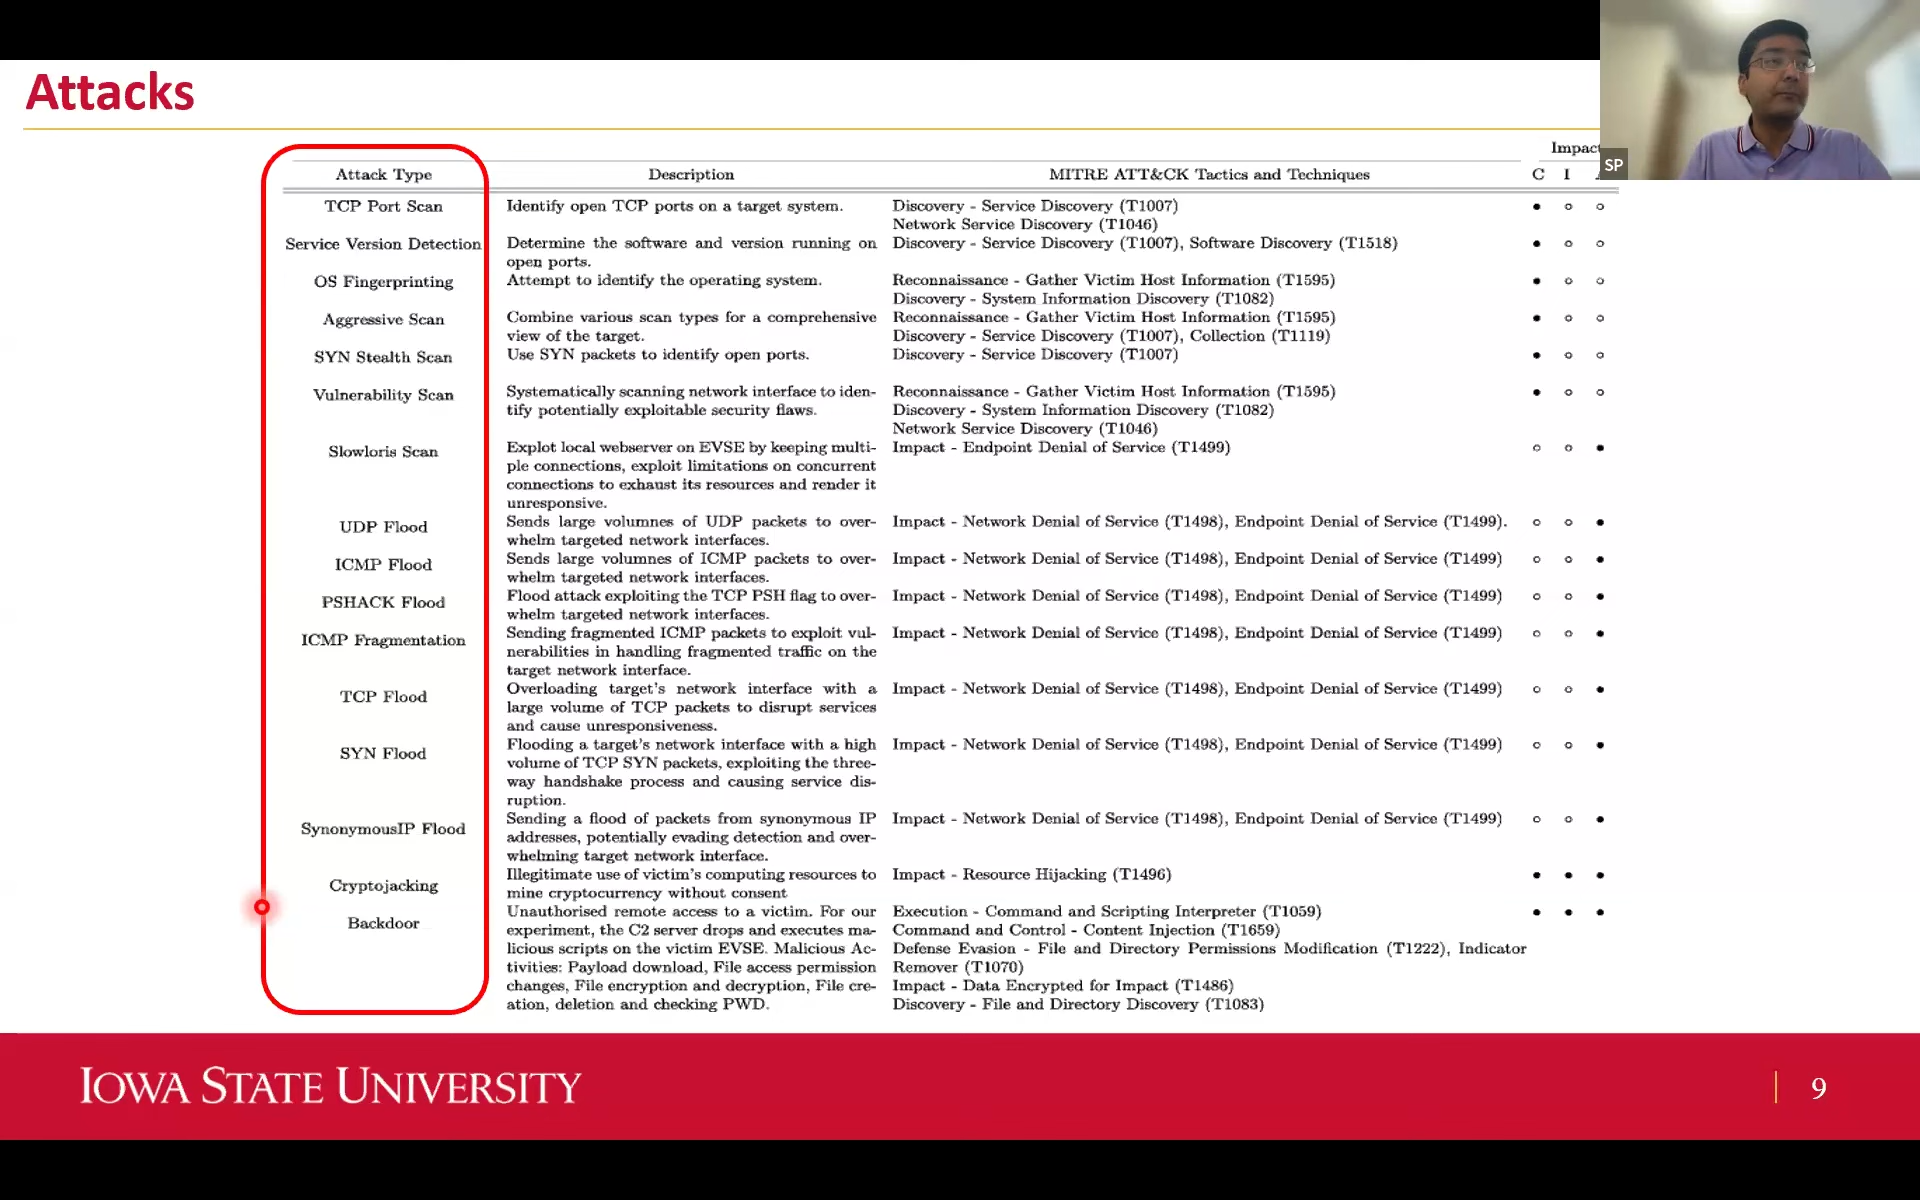 Attacks
SP
Impact
Attack Type Description MITRE ATT&CK Tactics and Techniques C I
TCP Port Scan Identify open TCP ports on a target system. Discovery - Service Discovery (T1007)
Network Service Discovery (T1046)
Service Version Detection Determine the software and version running on Discovery - Service Discovery (T1007), Software Discovery (T1518)
open ports.
OS Fingerprinting Attempt to identify the operating system. Reconnaissance - Gather Victim Host Information (T1595)
Discovery - System Information Discovery (T1082)
Aggressive Scan Combine various scan types for a comprehensive Reconnaissance - Gather Victim Host Information (T1595)
view of the target. Discovery - Service Discovery (T1007), Collection (T1119)
SYN Stealth Scan Use SYN packets to identify open ports. Discovery - Service Discovery (T1007)
Vulnerability Scan Systematically scanning network interface to iden- Reconnaissance - Gather Victim Host Information (T1595)
tify potentially exploitable security flaws. Discovery - System Information Discovery (T1082)
Network Service Discovery (T1046)
Slowloris Scan Explot local webserver on EVSE by keeping multi- Impact - Endpoint Denial of Service (T1499)
ple connections, exploit limitations on concurrent
connections to exhaust its resources and render it
unresponsive.
UDP Flood Sends large volumnes of UDP packets to over- Impact - Network Denial of Service (T1498), Endpoint Denial of Service (T1499).
whelm targeted network interfaces.
ICMP Flood Sends large volumnes of ICMP packets to over- Impact - Network Denial of Service (T1498), Endpoint Denial of Service (T1499)
whelm targeted network interfaces.
PSHACK Flood Flood attack exploiting the TCP PSH flag to over- Impact - Network Denial of Service (T1498), Endpoint Denial of Service (T1499)
whelm targeted network interfaces.
ICMP Fragmentation Sending fragmented ICMP packets to exploit vul- Impact - Network Denial of Service (T1498), Endpoint Denial of Service (T1499)
nerabilities in handling fragmented traffic on the
target network interface.
TCP Flood Overloading target's network interface with a Impact - Network Denial of Service (T1498), Endpoint Denial of Service (T1499)
large volume of TCP packets to disrupt services
and cause unresponsiveness.
SYN Flood Flooding a target's network interface with a high Impact - Network Denial of Service (T1498), Endpoint Denial of Service (T1499)
volume of TCP SYN packets, exploiting the three-
way handshake process and causing service dis-
ruption.
SynonymousIP Flood Sending a flood of packets from synonymous IP Impact - Network Denial of Service (T1498), Endpoint Denial of Service (T1499)
addresses, potentially evading detection and over-
whelming target network interface.
Cryptojacking Illegitimate use of victim's computing resources to Impact - Resource Hijacking (T1496)
mine cryptocurrency without consent
Backdoor Unauthorised remote access to a victim. For our Execution - Command and Scripting Interpreter (T1059)
experiment, the C2 server drops and executes ma- Command and Control - Content Injection (T1659)
licious scripts on the victim EVSE. Malicious Ac- Defense Evasion - File and Directory Permissions Modification (T1222), Indicator
tivities: Payload download, File access permission Remover (T1070)
changes, File encryption and decryption, File cre- Impact - Data Encrypted for Impact (T1486)
ation, deletion and checking PWD. Discovery - File and Directory Discovery (T1083)
IOWA STATE UNIVERSITY
9